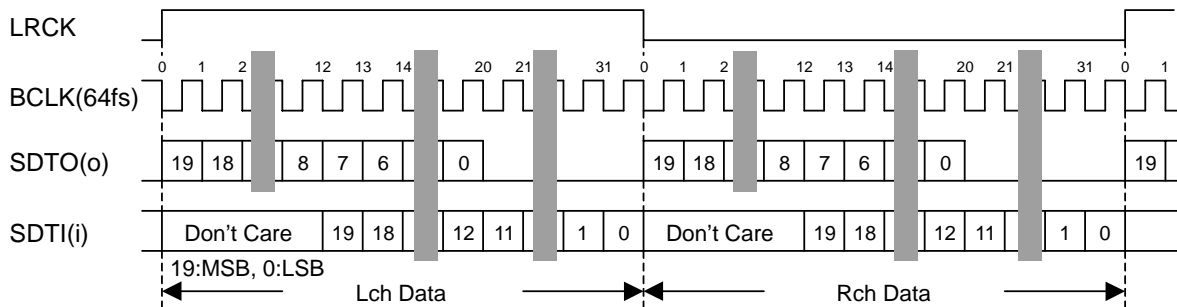 LRCK
0 1 2 12 13 14 20 21 31 0 1 2 12 13 14 20 21 31 0 1
BCLK(64fs)
SDTO(o) 19 18 8 7 6 0 19 18 8 7 6 0 19
SDTI(i) Don't Care 19 18 12 11 1 0 Don't Care 19 18 12 11 1 0
19:MSB, 0:LSB
Lch Data Rch Data